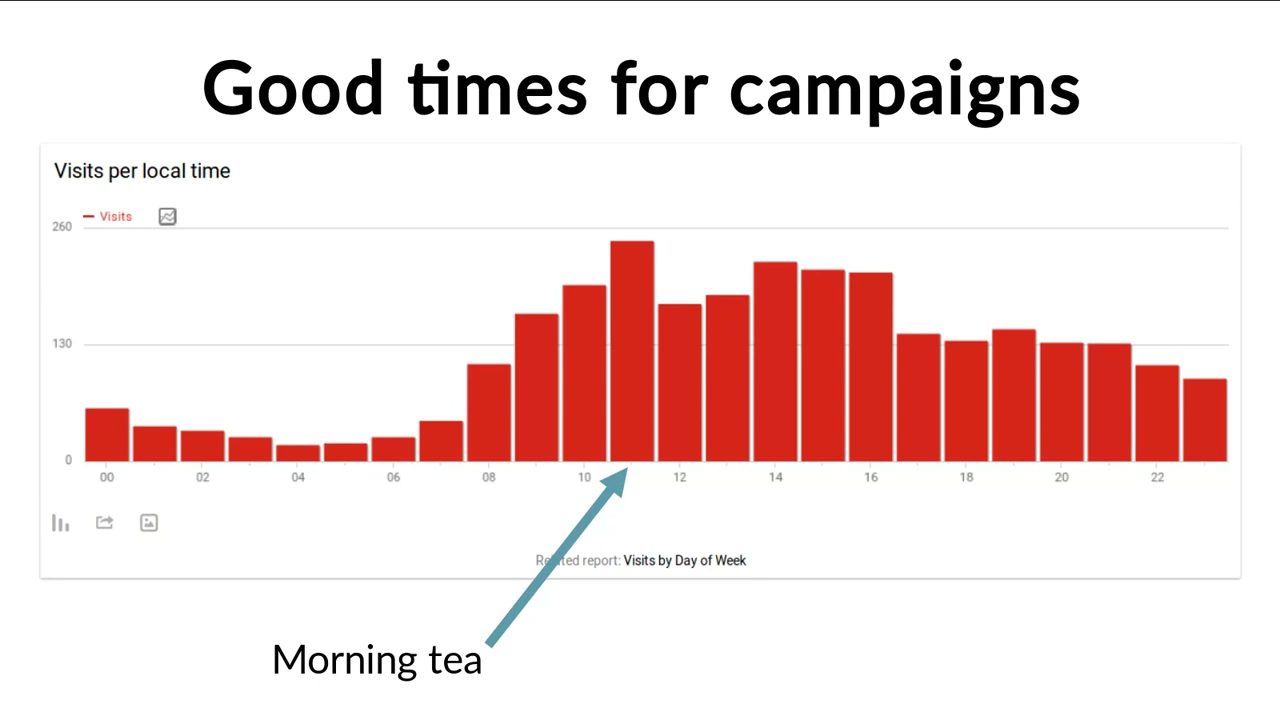 Good times for campaigns
Visits per local time
Visits
260
130
0
00 02 04 06 08 10 12 14 16 18 20 22
Related report: Visits by Day of Week
Morning tea